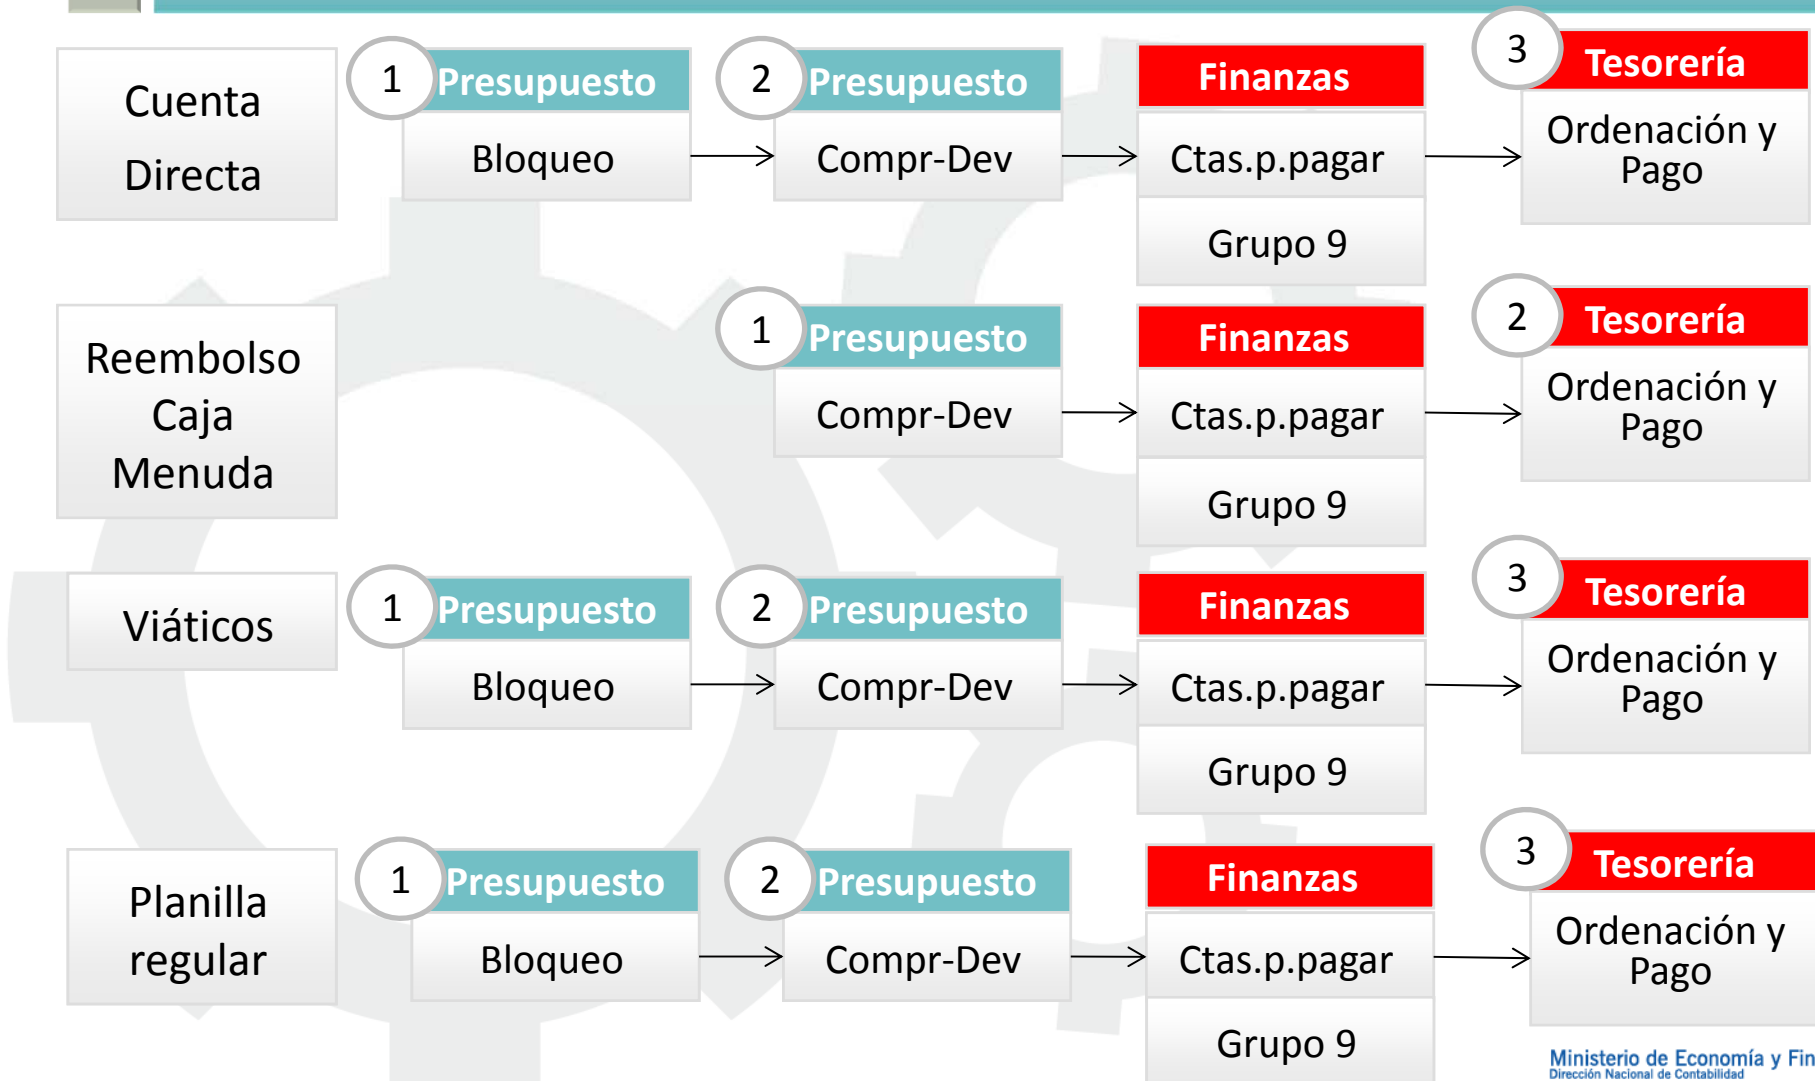 Cuenta
Directa
1
Presupuesto
Bloqueo
2
Presupuesto
Compr-Dev
Finanzas
Ctas.p.pagar
Grupo 9
3
Tesorería
Ordenación y
Pago
Reembolso
Caja
Menuda
1
Presupuesto
Compr-Dev
Finanzas
Ctas.p.pagar
Grupo 9
2
Tesorería
Ordenación y
Pago
Viáticos
1
Presupuesto
Bloqueo
2
Presupuesto
Compr-Dev
Finanzas
Ctas.p.pagar
Grupo 9
3
Tesorería
Ordenación y
Pago
Planilla
regular
1
Presupuesto
Bloqueo
2
Presupuesto
Compr-Dev
Finanzas
Ctas.p.pagar
Grupo 9
3
Tesorería
Ordenación y
Pago
Ministerio de Economía y Fin
Dirección Nacional de Contabilidad